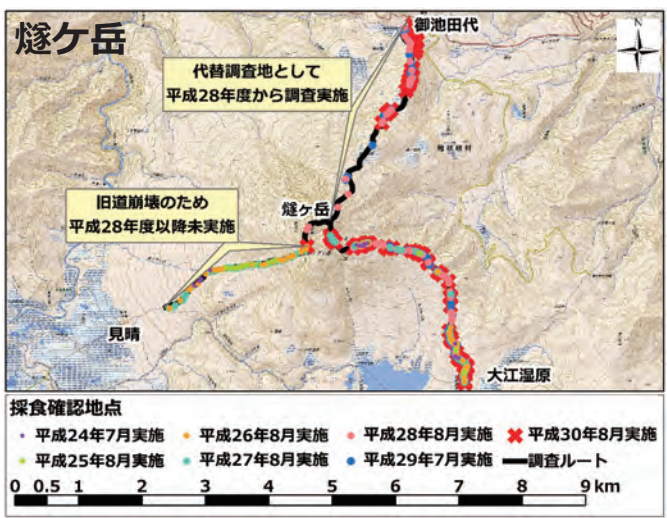 燧ケ岳
御池田代
N
代替調査地として
平成28年度から調査実施
檜枝岐村
旧道崩壊のため
平成28年度以降未実施
燧ヶ岳
見晴
大江湿原
採食確認地点
平成24年7月実施 平成26年8月実施 平成28年8月実施 平成30年8月実施
平成25年8月実施 平成27年8月実施 平成29年7月実施 調査ルート
0 0.5 1 2 3 4 5 6 7 8 9 km